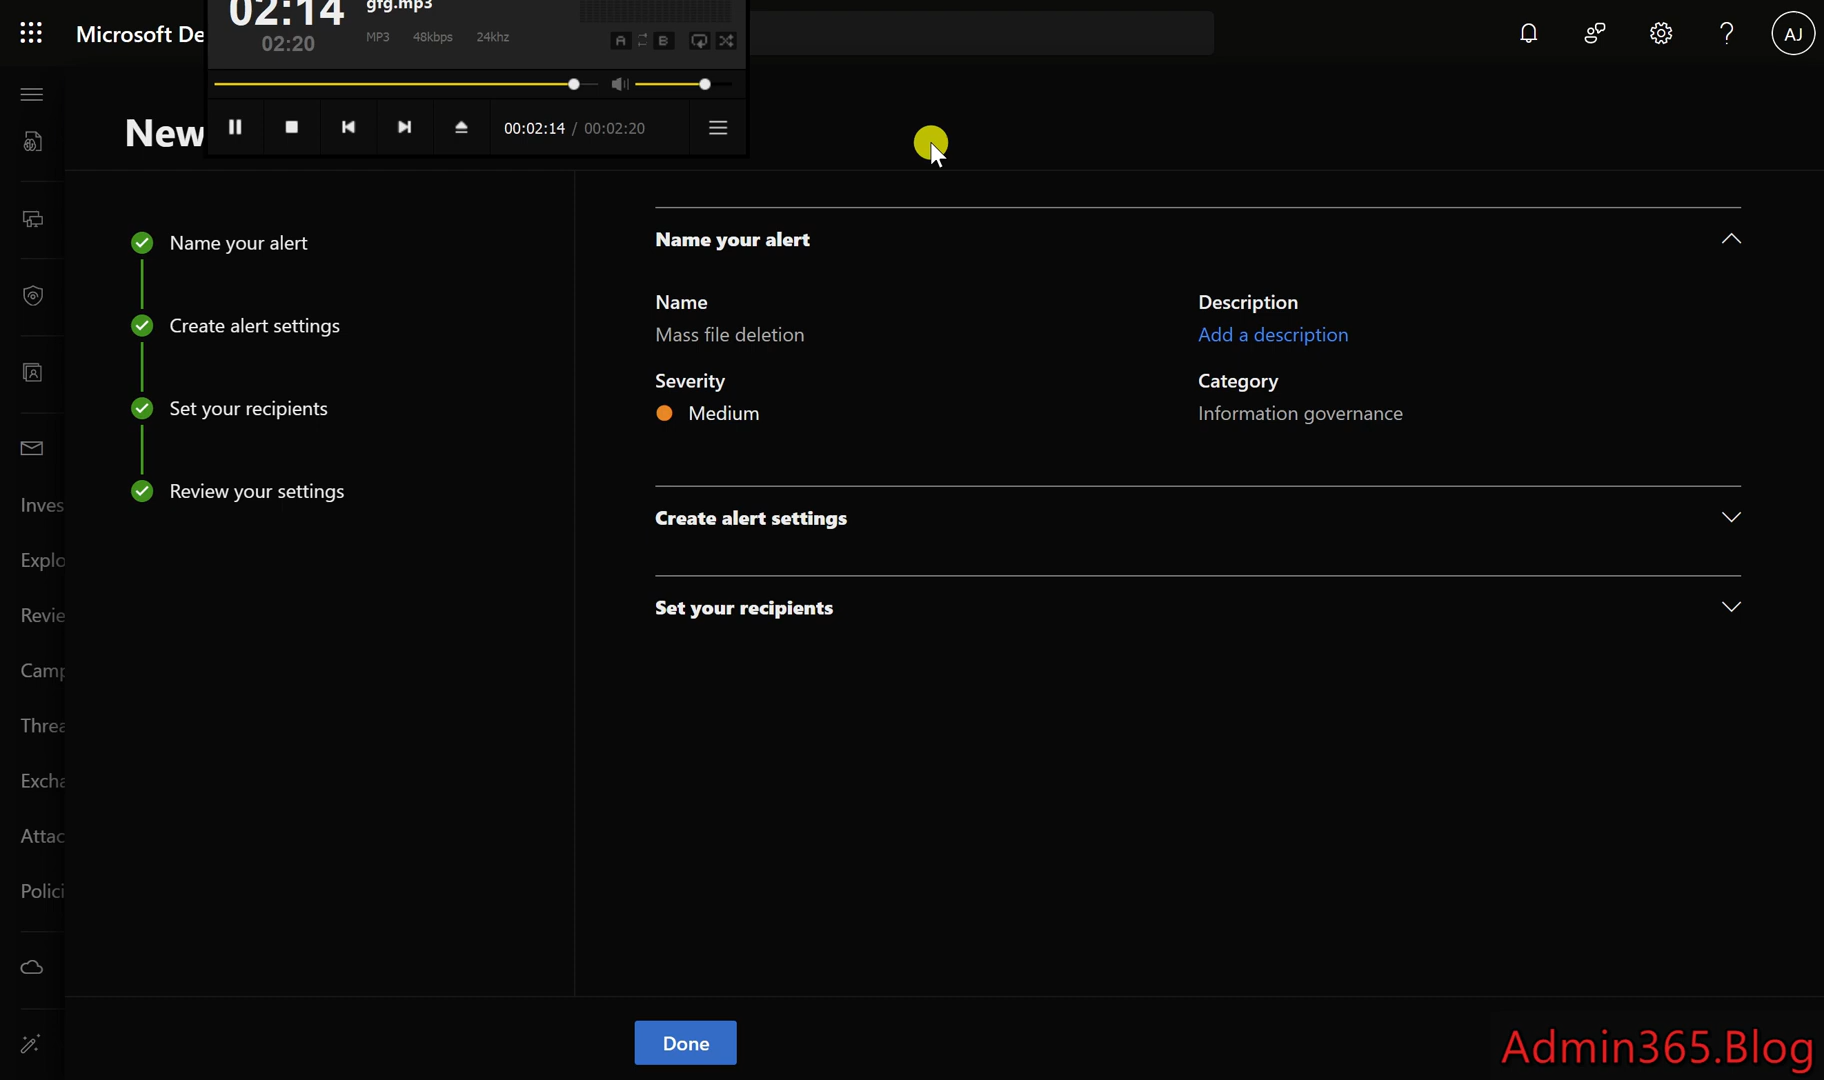 Microsoft De
02:14
gfg.mp3
02:20
MP3 48kbps 24khz
A B
AJ
New
00:02:14 / 00:02:20
Name your alert
Create alert settings
Set your recipients
Review your settings
Name your alert
Name
Mass file deletion
Description
Add a description
Severity
Medium
Category
Information governance
Create alert settings
Set your recipients
Inves
Explo
Revie
Camp
Threa
Excha
Attac
Polici
Done
Admin365.Blog